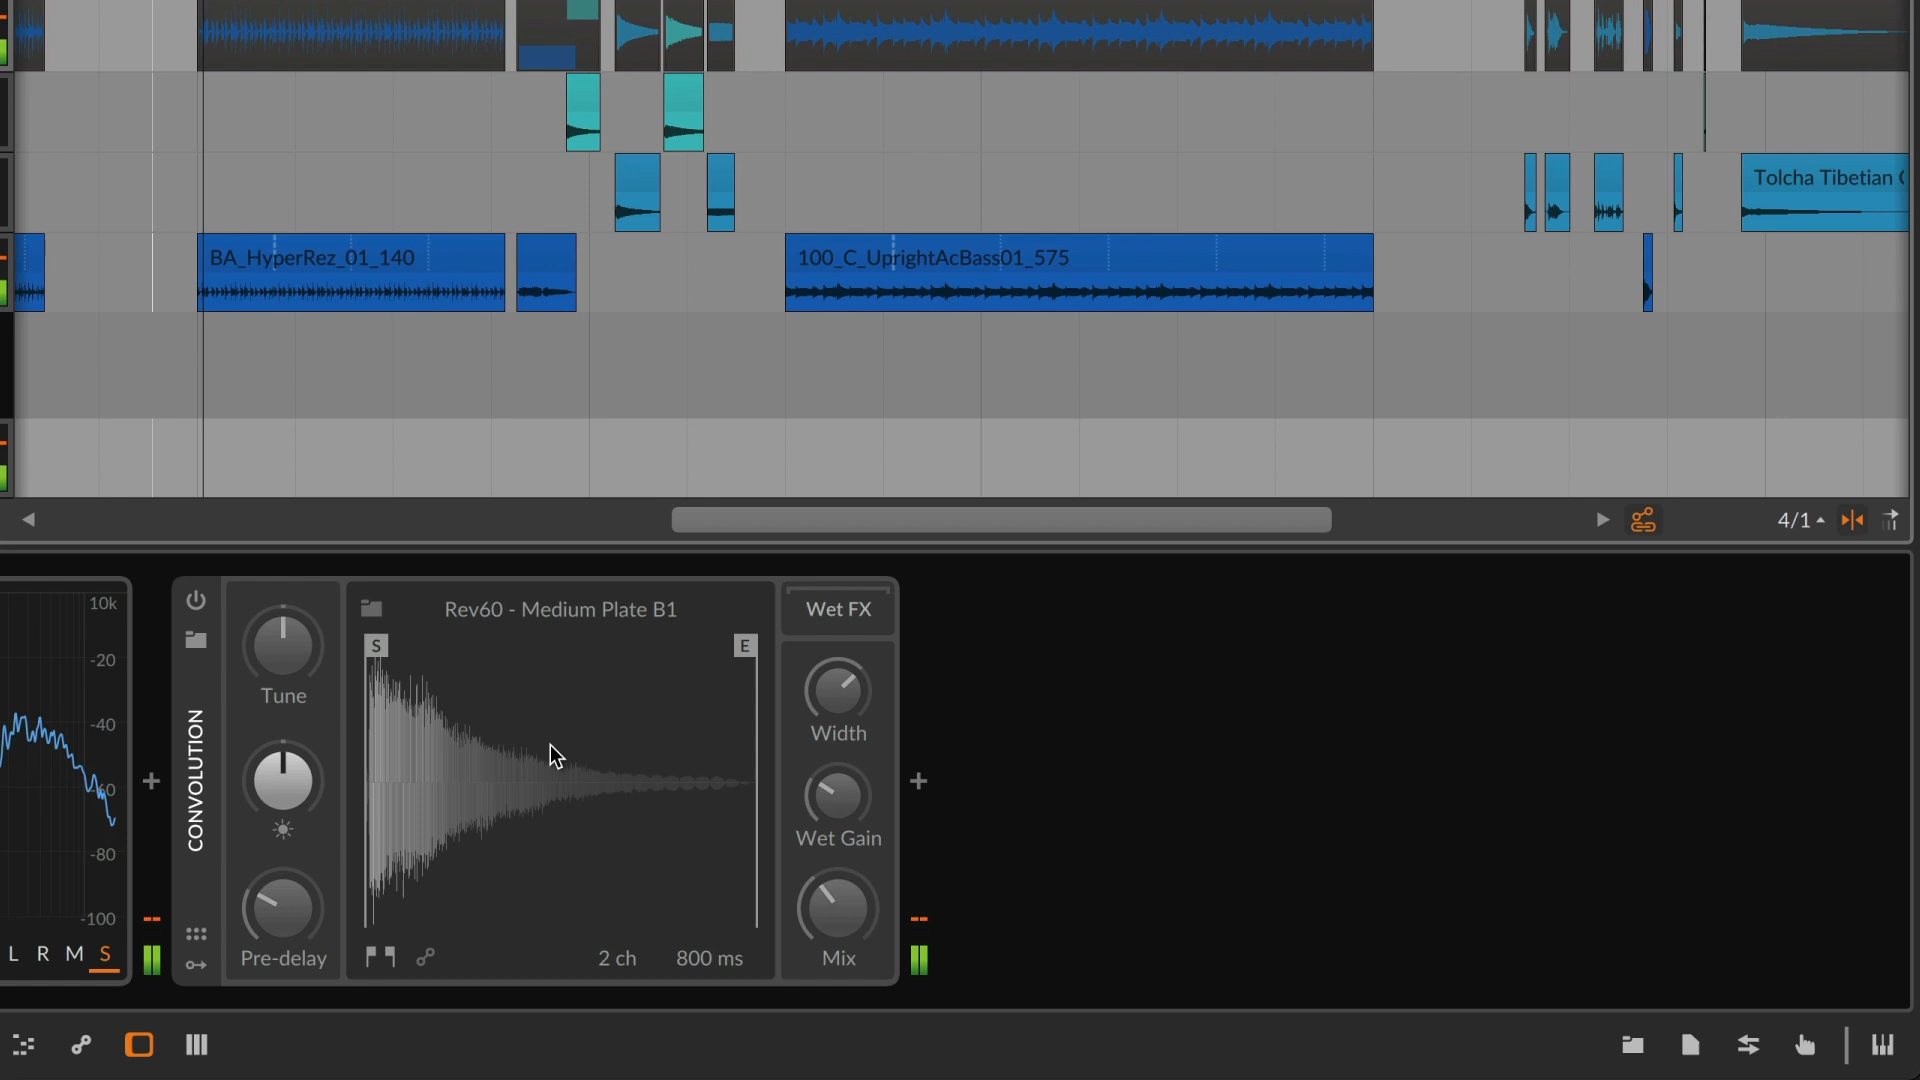 Tolcha Tibetian
BA_HyperRez_01_140
100_C_UprightAcBass01_575
4/1
10k
-20
-40
-60
-80
-100
L R M S
CONVOLUTION
Tune
Pre-delay
Rev60 - Medium Plate B1
S
E
2 ch
800 ms
Wet FX
Width
Wet Gain
Mix